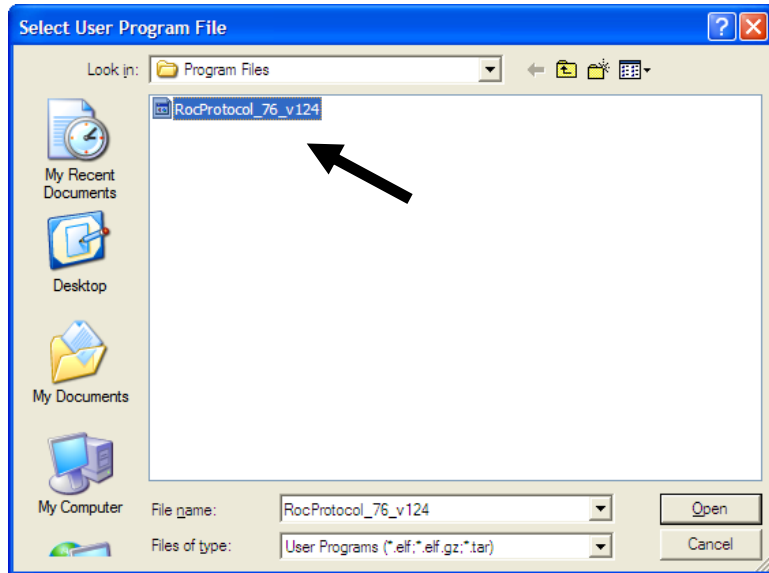 Select User Program File
Look in: Program Files
RocProtocol_76_v124
My Recent
Documents
Desktop
My Documents
My Computer
File name: RocProtocol_76_v124 Open
Files of type: User Programs (*.elf;*.elf.gz;*.tar) Cancel